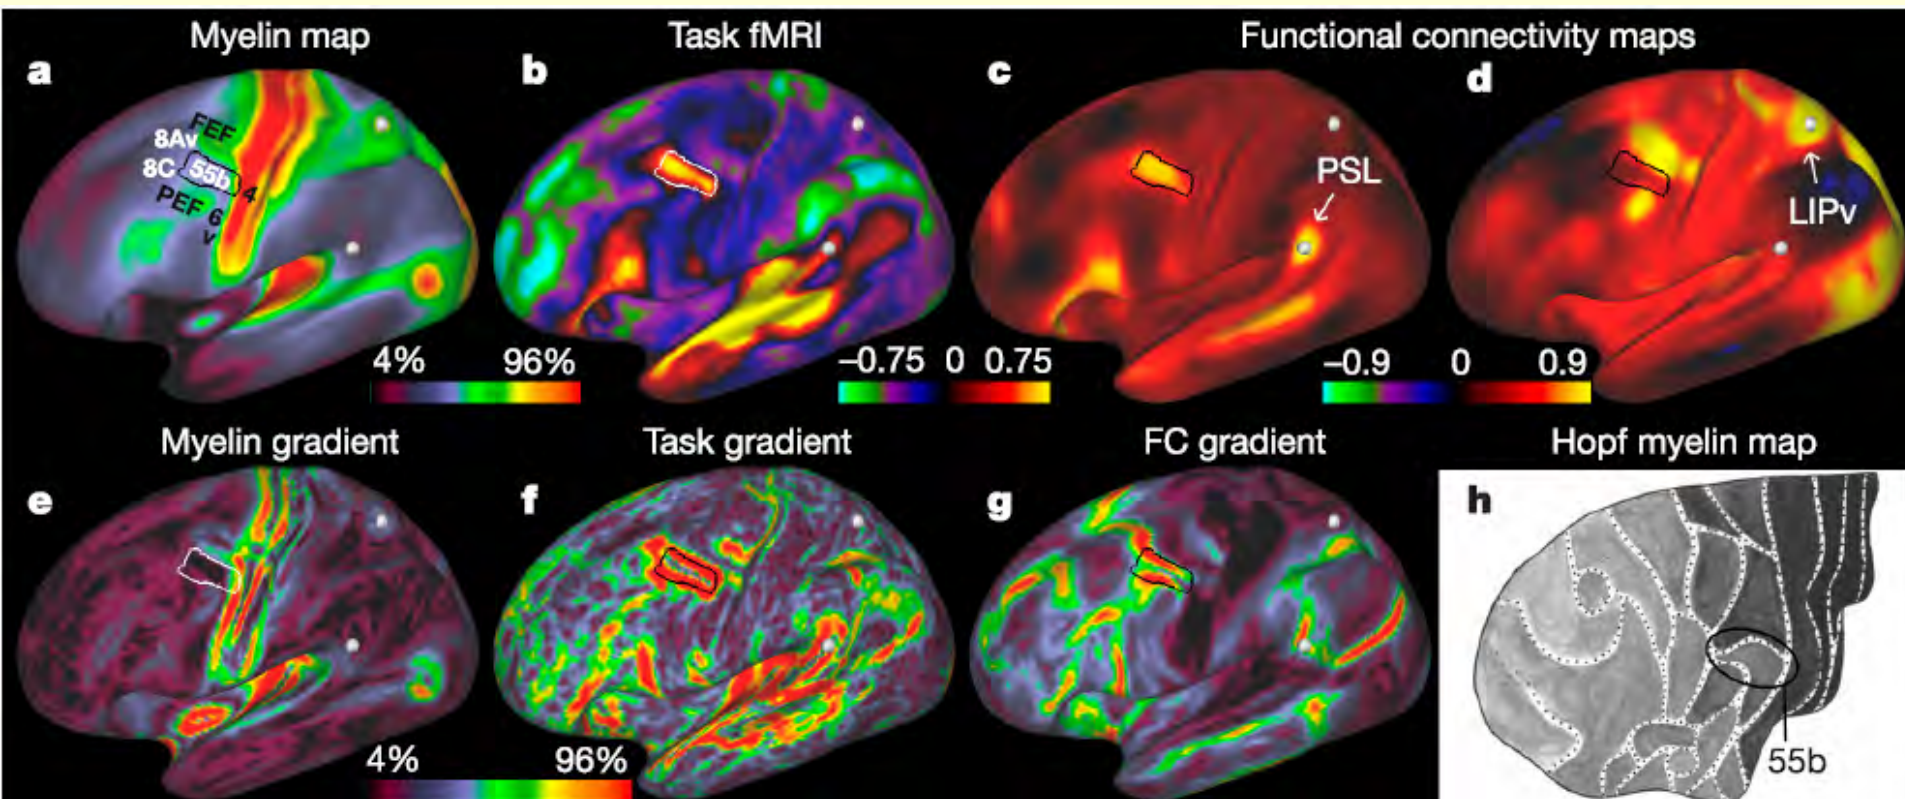 Myelin map
Task fMRI
Functional connectivity maps
a
b
c
d
FEF
8Av
8C
55b
4
PEF
6
v
PSL
LIPv
4% 96%
–0.75 0 0.75
–0.9 0 0.9
Myelin gradient
Task gradient
FC gradient
Hopf myelin map
e
f
g
h
55b
4% 96%